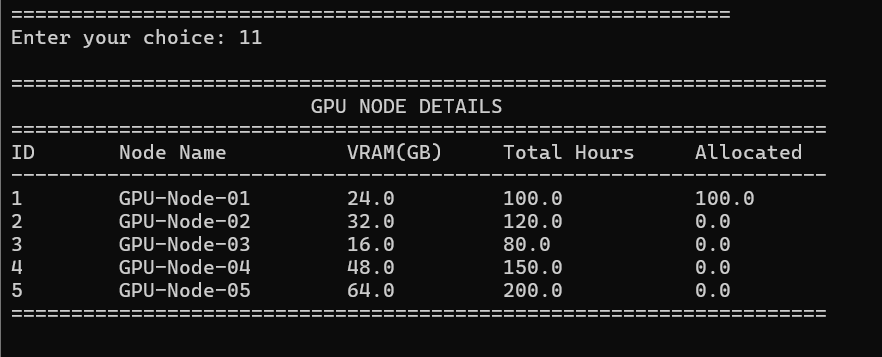 ============================================================
Enter your choice: 11
====================================================================
GPU NODE DETAILS
====================================================================
ID Node Name VRAM(GB) Total Hours Allocated
--------------------------------------------------------------------
1 GPU-Node-01 24.0 100.0 100.0
2 GPU-Node-02 32.0 120.0 0.0
3 GPU-Node-03 16.0 80.0 0.0
4 GPU-Node-04 48.0 150.0 0.0
5 GPU-Node-05 64.0 200.0 0.0
====================================================================